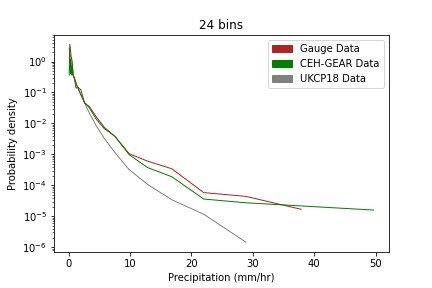 24 bins
Gauge Data
CEH-GEAR Data
UKCP18 Data
10⁰
10⁻¹
10⁻²
10⁻³
10⁻⁴
10⁻⁵
10⁻⁶
Probability density
0 10 20 30 40 50
Precipitation (mm/hr)